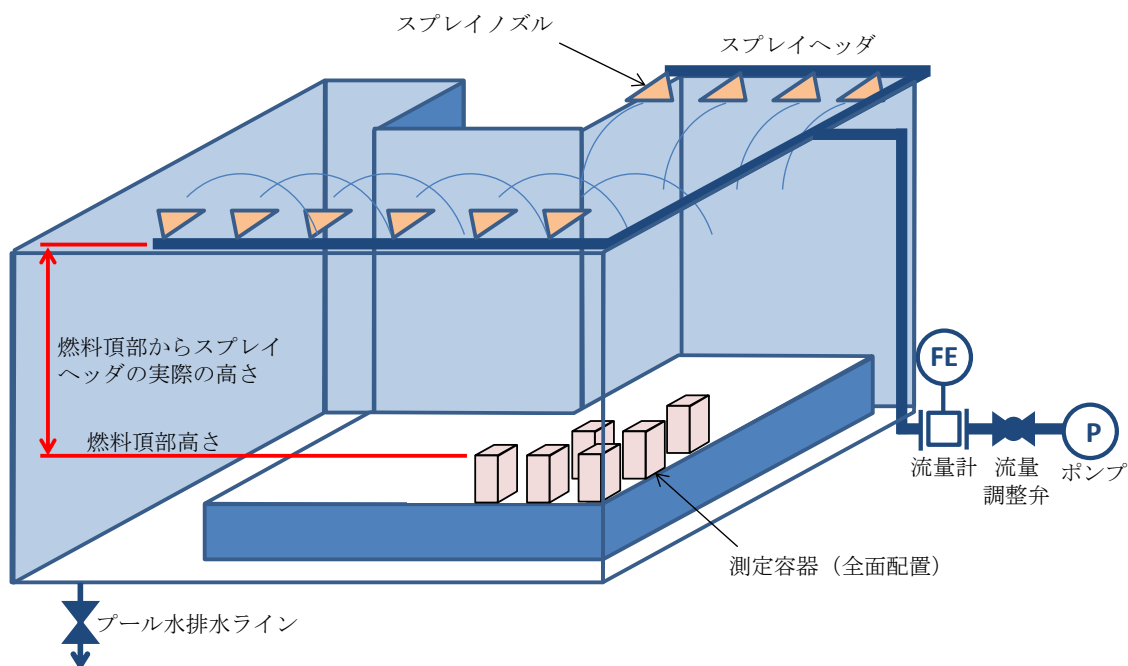 スプレイノズル
スプレイヘッダ
燃料頂部からスプレイ
ヘッダの実際の高さ
燃料頂部高さ
FE
P
流量計
流量
調整弁
ポンプ
測定容器（全面配置）
プール水排水ライン